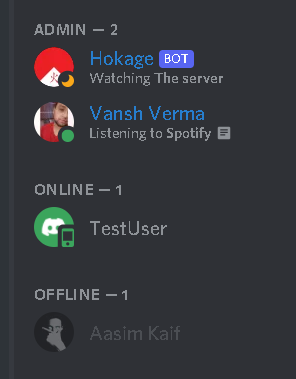 ADMIN — 2
Hokage BOT
Watching The server
Vansh Verma
Listening to Spotify
ONLINE — 1
TestUser
OFFLINE — 1
Aasim Kaif